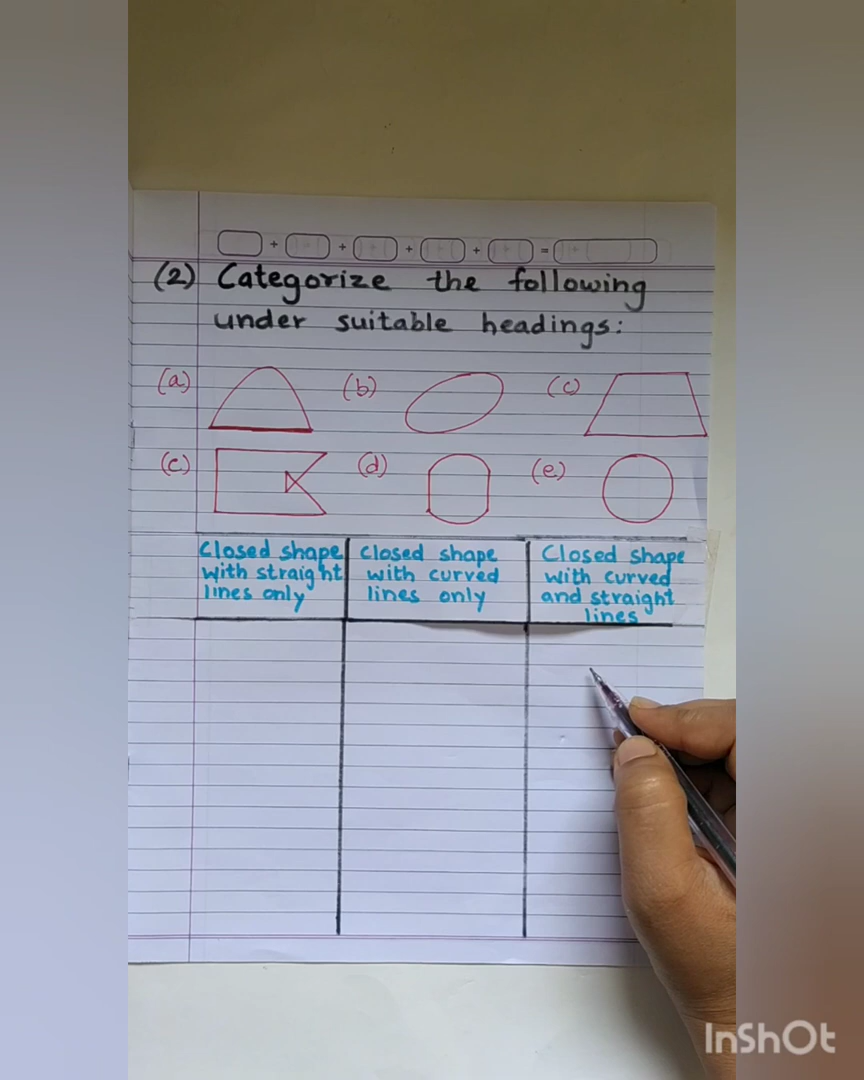 + + + + =
(2) Categorize the following
under suitable headings:
(a) (b) (c)
(c) (d) (e)
Closed shape
with straight
lines only
Closed shape
with curved
lines only
Closed shape
with curved
and straight
lines
InShOt